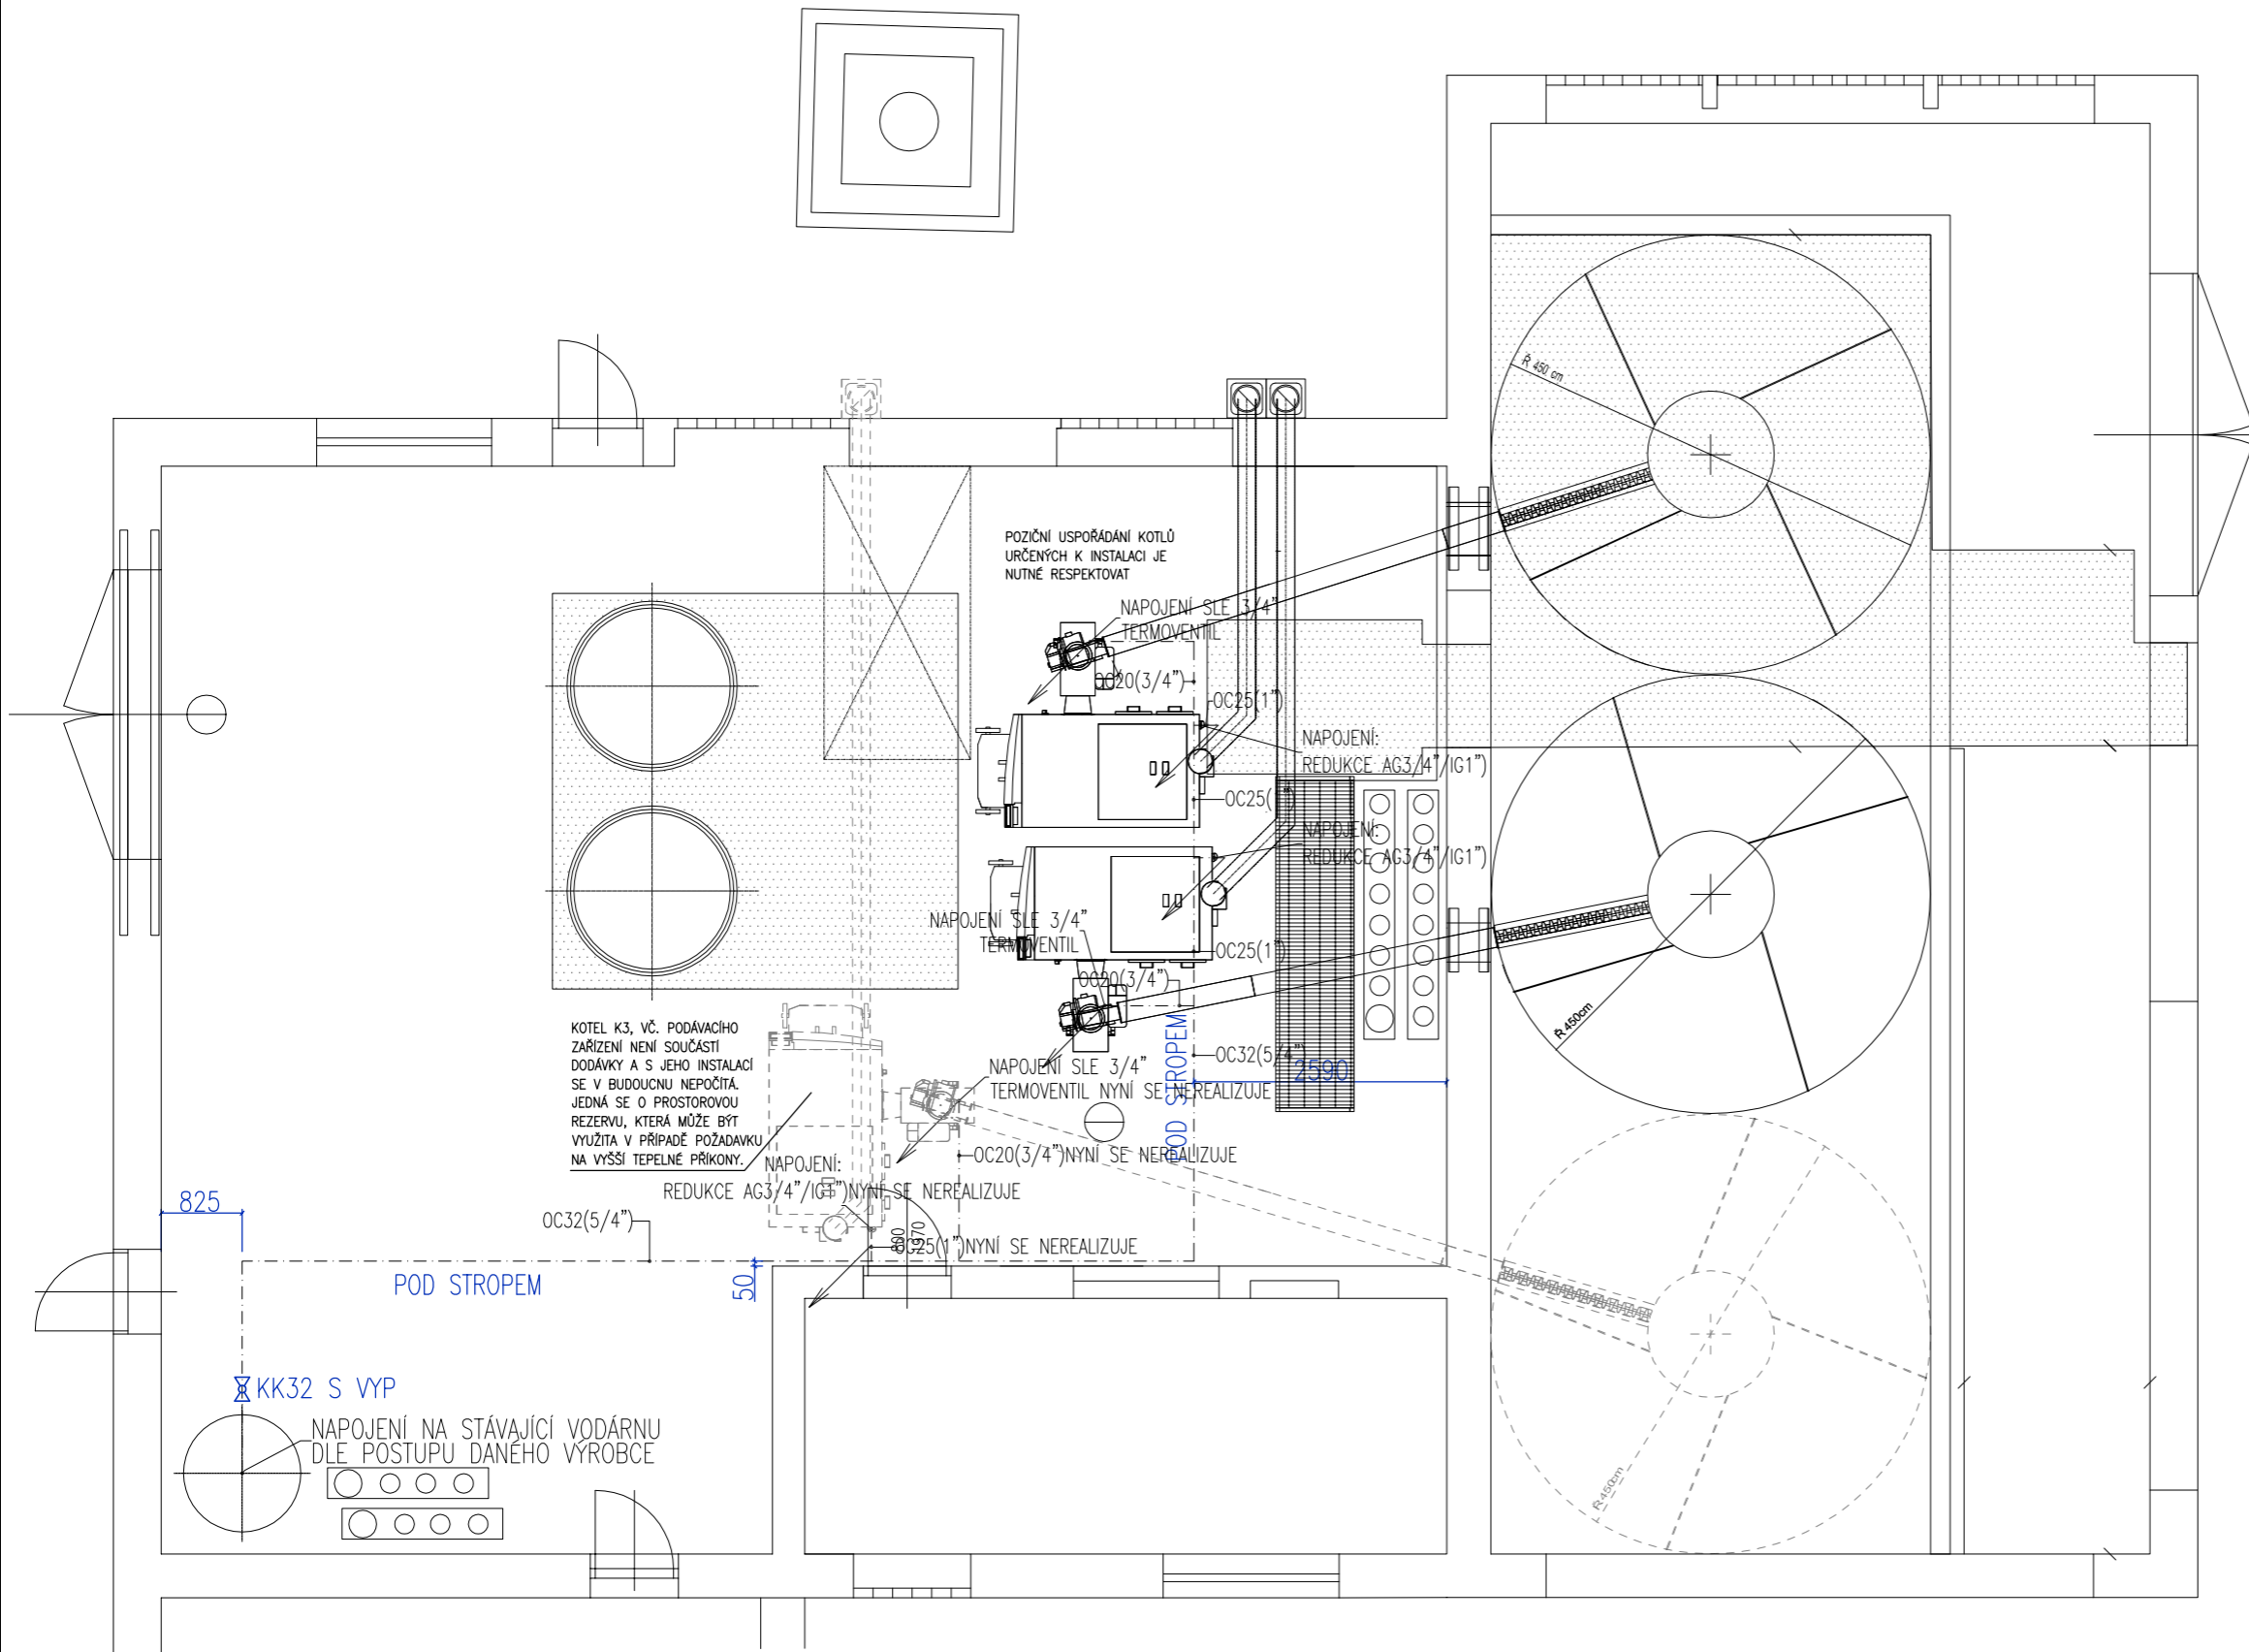 Ř 450 cm
POZIČNÍ USPOŘÁDÁNÍ KOTLŮ
URČENÝCH K INSTALACI JE
NUTNÉ RESPEKTOVAT
NAPOJENÍ SLE 3/4"
TERMOVENTIL
OC20(3/4")
OC25(1")
NAPOJENÍ:
REDUKCE AG3/4"/IG1")
OC25(1")
NAPOJENÍ:
REDUKCE AG3/4"/IG1")
NAPOJENÍ SLE 3/4"
TERMOVENTIL
OC25(1")
OC20(3/4")
Ř 450cm
KOTEL K3, VČ. PODÁVACÍHO
ZAŘÍZENÍ NENÍ SOUČÁSTÍ
DODÁVKY A S JEHO INSTALACÍ
SE V BUDOUCNU NEPOČÍTÁ.
JEDNÁ SE O PROSTOROVOU
REZERVU, KTERÁ MŮŽE BÝT
VYUŽITA V PŘÍPADĚ POŽADAVKU
NA VYŠŠÍ TEPELNÉ PŘÍKONY.
POD STROPEM
OC32(5/4")
2590
NAPOJENÍ SLE 3/4"
TERMOVENTIL NYNÍ SE NEREALIZUJE
OC20(3/4")NYNÍ SE NEREALIZUJE
NAPOJENÍ:
REDUKCE AG3/4"/IG1")NYNÍ SE NEREALIZUJE
825
OC32(5/4")
800
1970
OC25(1")NYNÍ SE NEREALIZUJE
POD STROPEM
50
KK32 S VYP
NAPOJENÍ NA STÁVAJÍCÍ VODÁRNU
DLE POSTUPU DANÉHO VÝROBCE
Ř 450cm